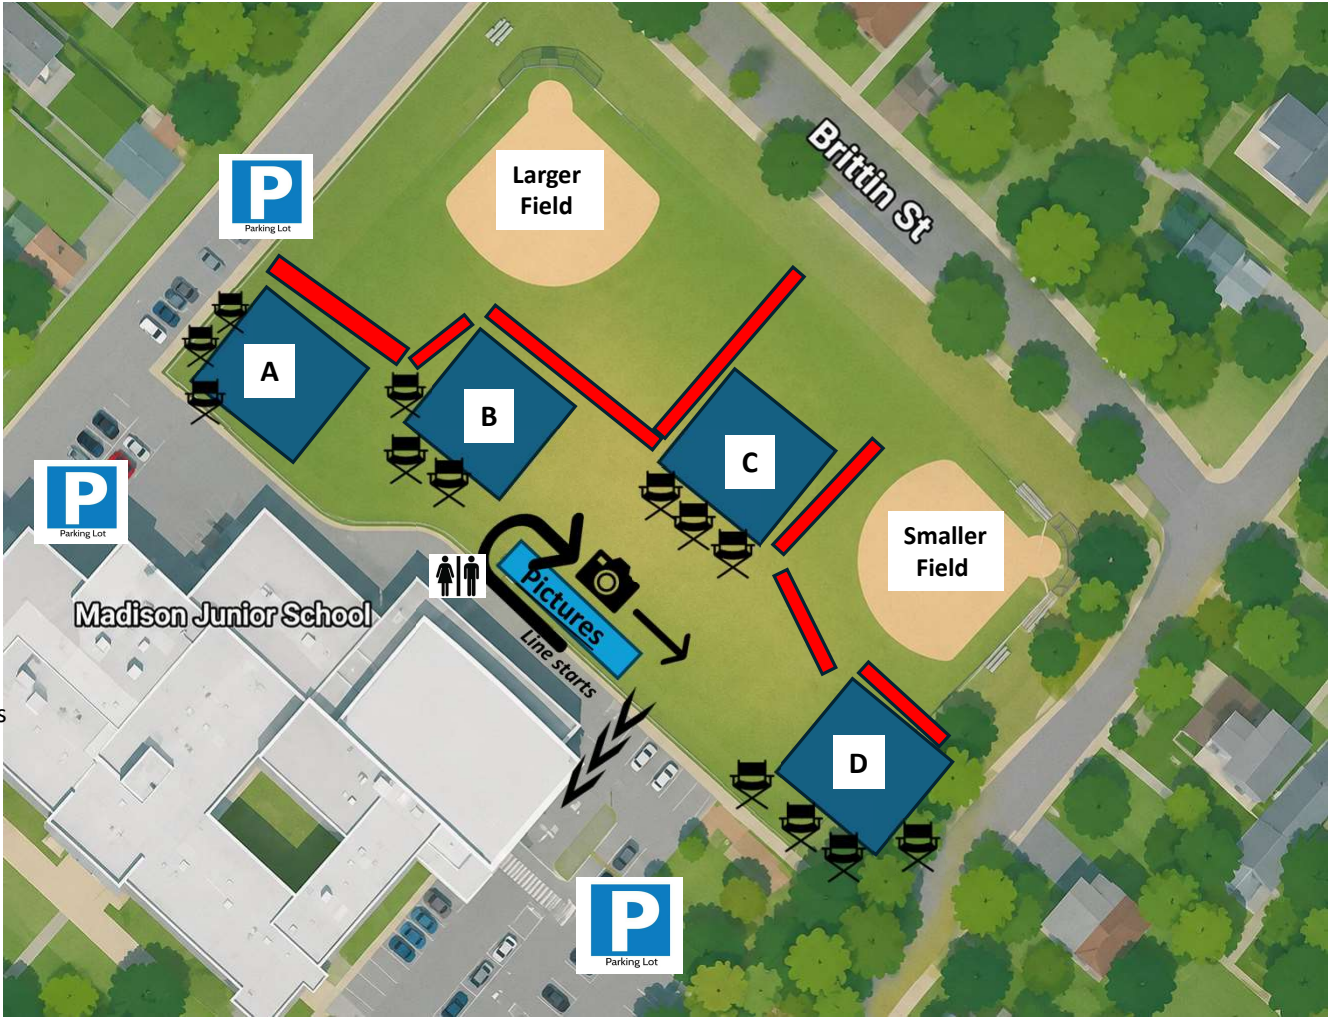 Larger
Field
Brittin St
P
Parking Lot
A
B
C
P
Parking Lot
Smaller
Field
Pictures
Madison Junior School
Line starts
s
D
P
Parking Lot